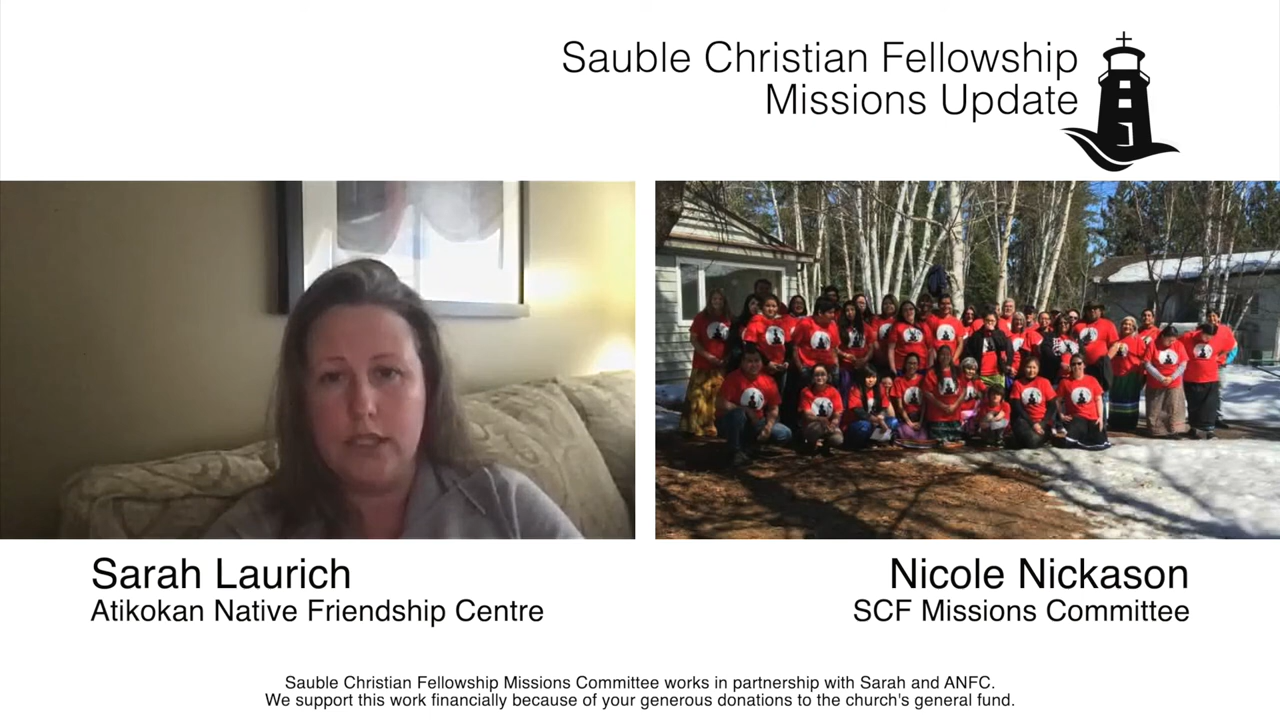 Sauble Christian Fellowship
Missions Update
Sarah Laurich
Atikokan Native Friendship Centre
Nicole Nickason
SCF Missions Committee
Sauble Christian Fellowship Missions Committee works in partnership with Sarah and ANFC.
We support this work financially because of your generous donations to the church's general fund.